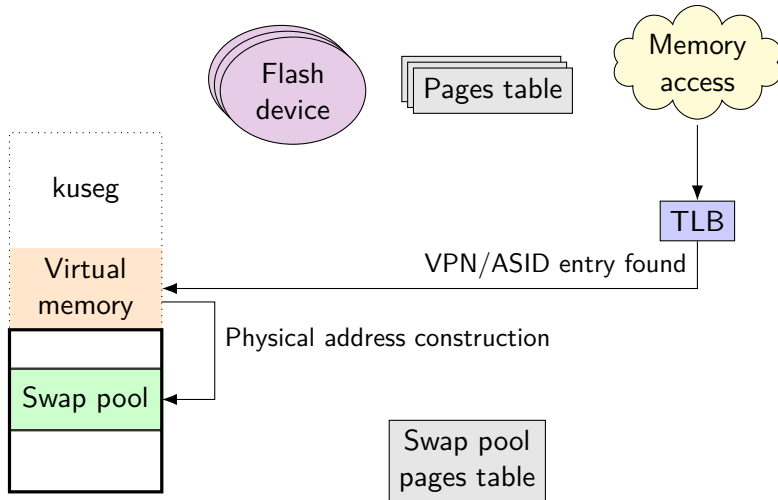 Flash
device
Pages table
Memory
access
kuseg
TLB
VPN/ASID entry found
Virtual
memory
Physical address construction
Swap pool
Swap pool
pages table